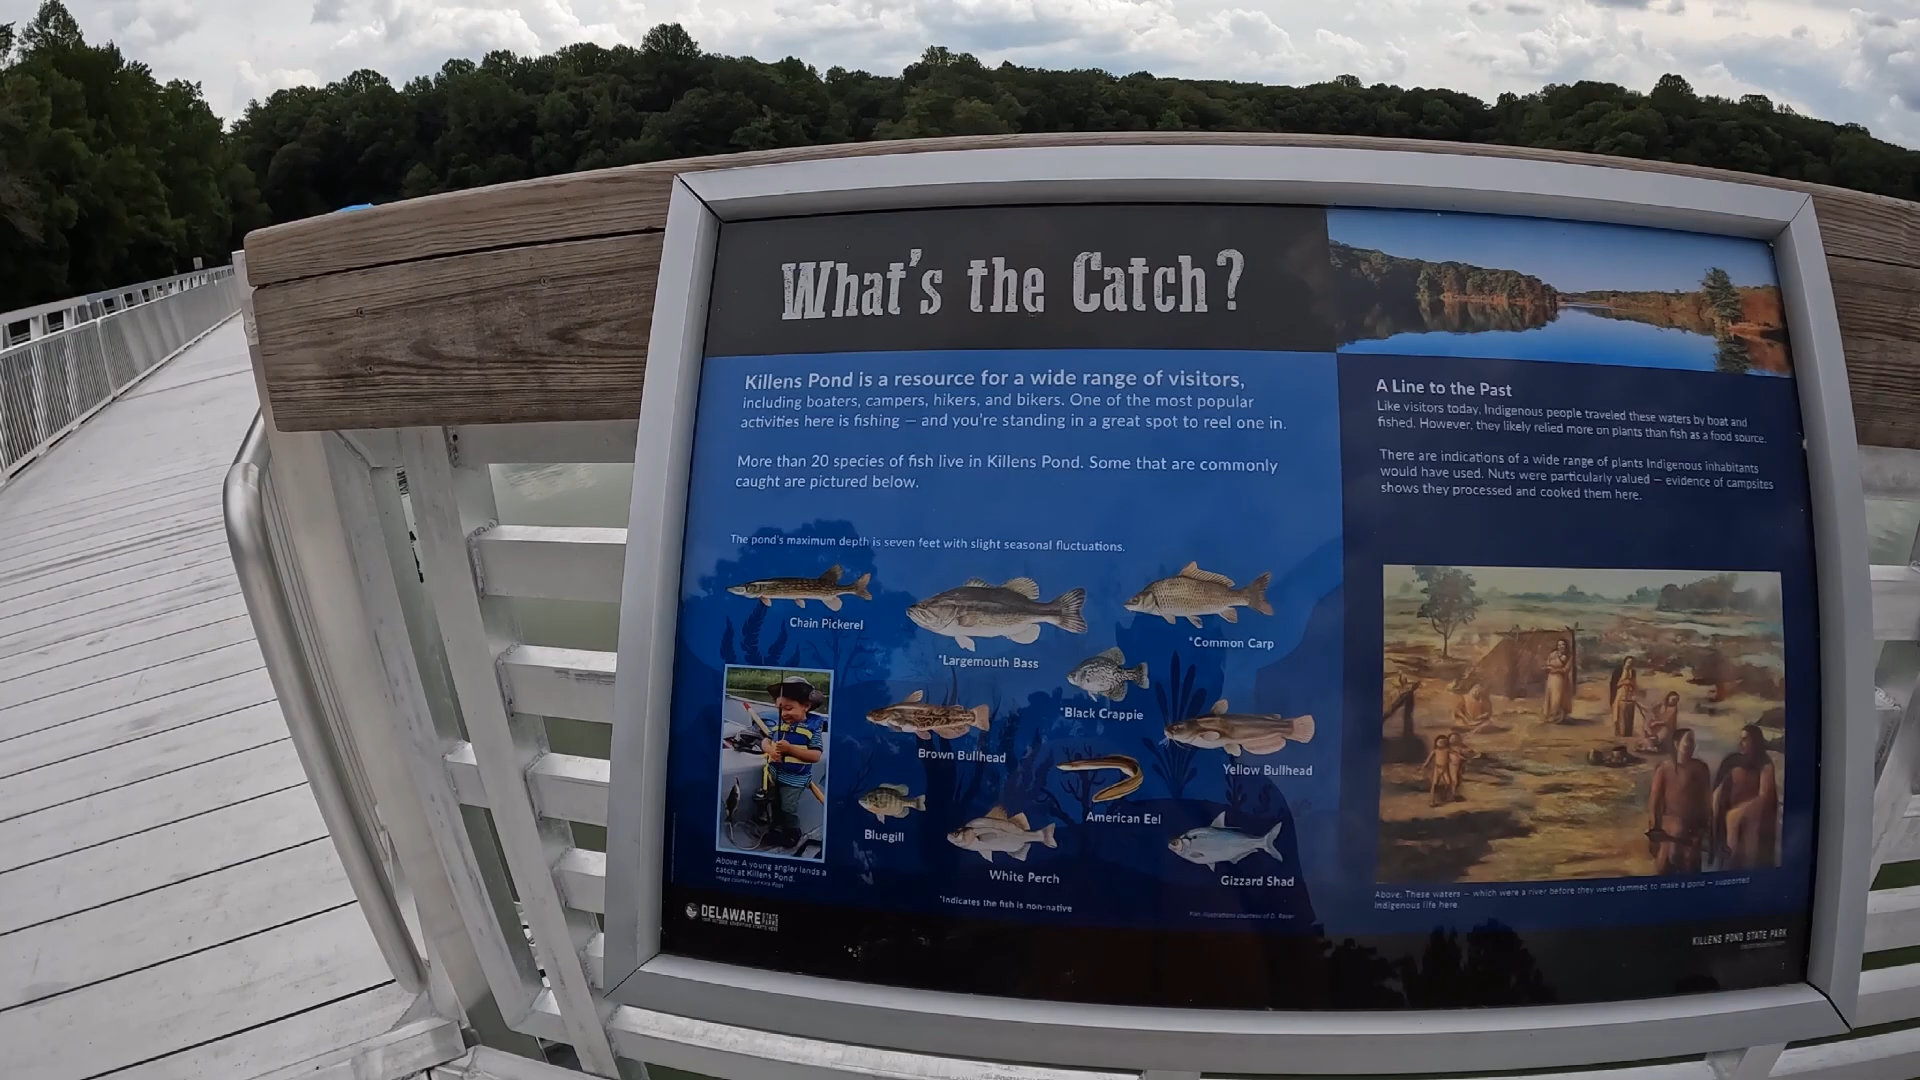 What's the Catch?
Killens Pond is a resource for a wide range of visitors,
including boaters, campers, hikers, and bikers. One of the most popular
activities here is fishing — and you're standing in a great spot to reel one in.
More than 20 species of fish live in Killens Pond. Some that are commonly
caught are pictured below.
The pond's maximum depth is seven feet with slight seasonal fluctuations.
Chain Pickerel
*Largemouth Bass
*Common Carp
*Black Crappie
Brown Bullhead
Yellow Bullhead
American Eel
Bluegill
White Perch
Gizzard Shad
Above: A young angler lands a
catch at Killens Pond.
*Indicates the fish is non-native
Fish illustrations courtesy of D. Raver
DELAWARE STATE PARKS
A Line to the Past
Like visitors today, Indigenous people traveled these waters by boat and
fished. However, they likely relied more on plants than fish as a food source.
There are indications of a wide range of plants Indigenous inhabitants
would have used. Nuts were particularly valued — evidence of campsites
shows they processed and cooked them here.
Above: These waters — which were a river before they were dammed to make a pond — supported
Indigenous life here.
KILLENS POND STATE PARK